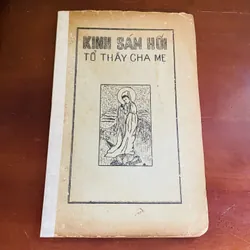 KINH SÁM HỐI
TỔ THẦY CHA MẸ